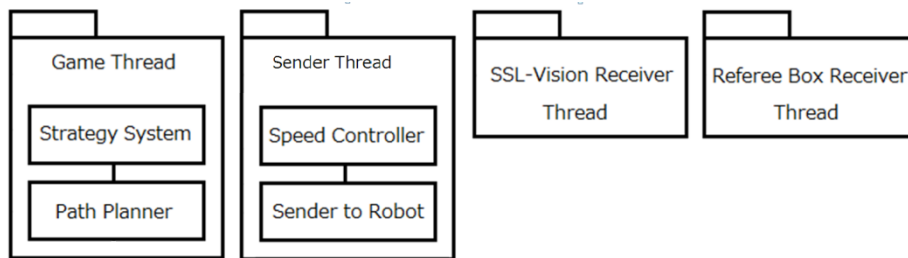 Game Thread
Strategy System
Path Planner
Sender Thread
Speed Controller
Sender to Robot
SSL-Vision Receiver
Thread
Referee Box Receiver
Thread